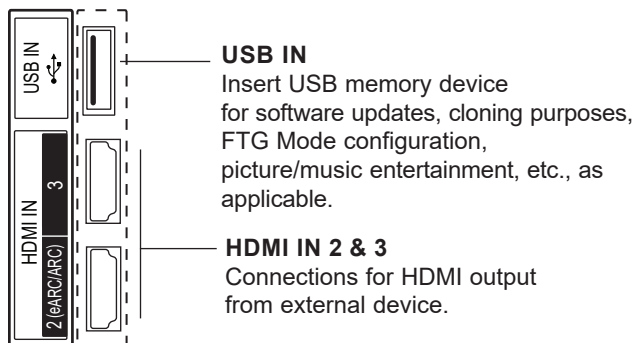 USB IN
HDMI IN
3
2 (eARC/ARC)
USB IN
Insert USB memory device
for software updates, cloning purposes,
FTG Mode configuration,
picture/music entertainment, etc., as
applicable.
HDMI IN 2 & 3
Connections for HDMI output
from external device.